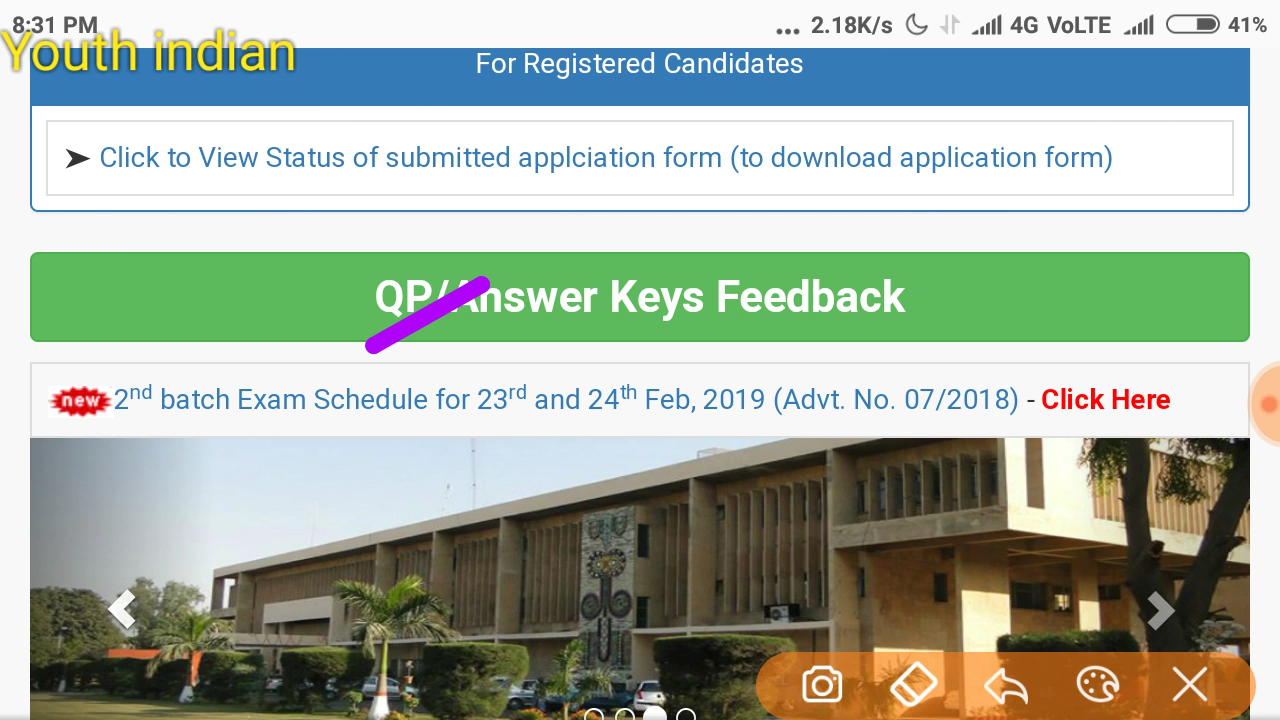 8:31 PM
... 2.18K/s 4G VoLTE 41%
Youth indian
For Registered Candidates
➤ Click to View Status of submitted applciation form (to download application form)
QP/Answer Keys Feedback
new 2nd batch Exam Schedule for 23rd and 24th Feb, 2019 (Advt. No. 07/2018) - Click Here